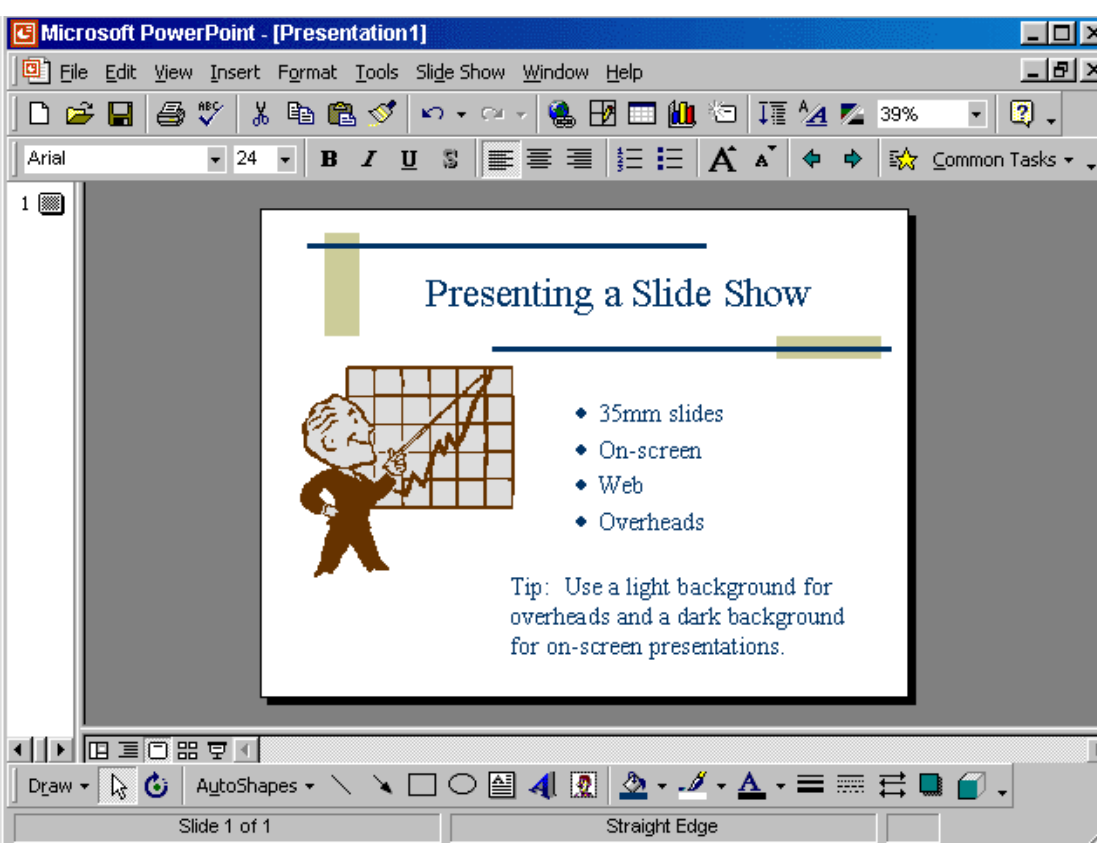 Microsoft PowerPoint - [Presentation1]
File Edit View Insert Format Tools Slide Show Window Help
ABC 39%
Arial 24 B I U S A A Common Tasks
1
Presenting a Slide Show
35mm slides
On-screen
Web
Overheads
Tip: Use a light background for
overheads and a dark background
for on-screen presentations.
Draw AutoShapes
Slide 1 of 1 Straight Edge